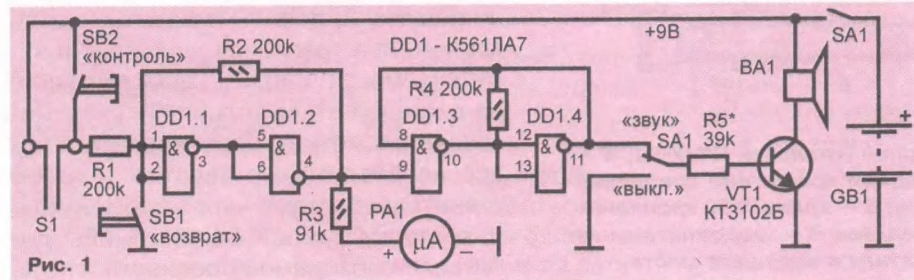 SB2
«контроль»
R2 200k
DD1 - К561ЛА7
+9В
SA1
BA1
R4 200k
DD1.1
DD1.2
DD1.3
DD1.4
«звук»
SA1
R5*
39k
1
&
3
2
5
&
4
6
8
&
10
9
12
&
11
13
R1
200k
S1
SB1
«возврат»
R3
91k
PA1
µA
+
–
«выкл.»
VT1
КТ3102Б
+
GB1
Рис. 1